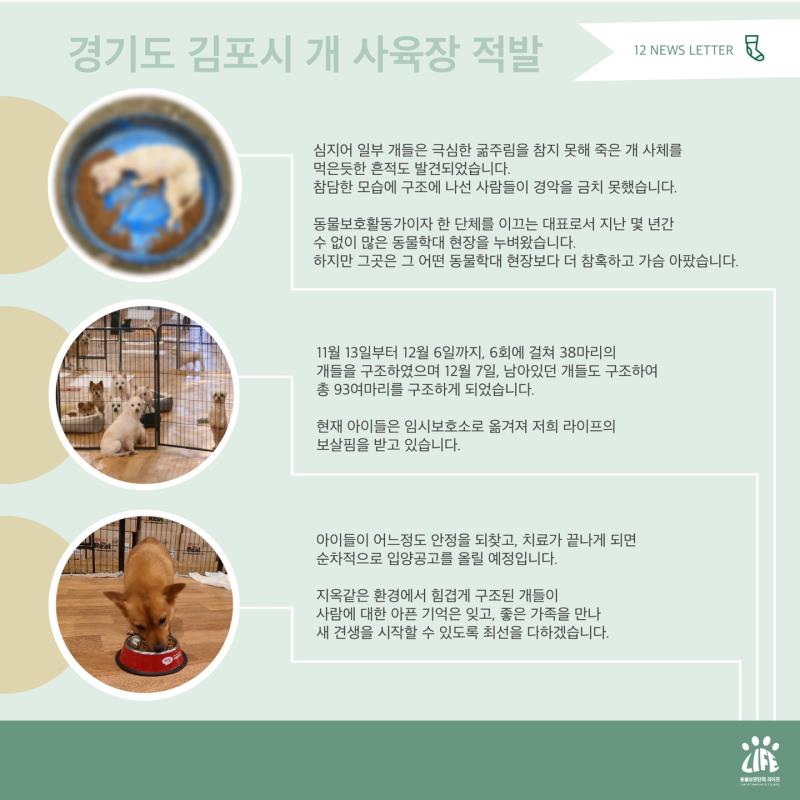 경기도 김포시 개 사육장 적발
12 NEWS LETTER
심지어 일부 개들은 극심한 굶주림을 참지 못해 죽은 개 사체를
먹은듯한 흔적도 발견되었습니다.
참담한 모습에 구조에 나선 사람들이 경악을 금치 못했습니다.
동물보호활동가이자 한 단체를 이끄는 대표로서 지난 몇 년간
수 없이 많은 동물학대 현장을 누벼왔습니다.
하지만 그곳은 그 어떤 동물학대 현장보다 더 참혹하고 가슴 아팠습니다.
11월 13일부터 12월 6일까지, 6회에 걸쳐 38마리의
개들을 구조하였으며 12월 7일, 남아있던 개들도 구조하여
총 93여마리를 구조하게 되었습니다.
현재 아이들은 임시보호소로 옮겨져 저희 라이프의
보살핌을 받고 있습니다.
아이들이 어느정도 안정을 되찾고, 치료가 끝나게 되면
순차적으로 입양공고를 올릴 예정입니다.
지옥같은 환경에서 힘겹게 구조된 개들이
사람에 대한 아픈 기억은 잊고, 좋은 가족을 만나
새 견생을 시작할 수 있도록 최선을 다하겠습니다.
LIFE
동물보호단체 라이프